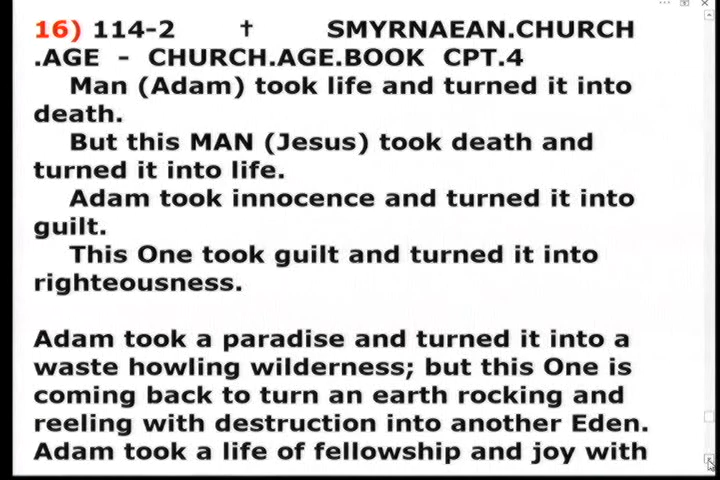 16) 114-2 † SMYRNAEAN.CHURCH
.AGE - CHURCH.AGE.BOOK CPT.4
Man (Adam) took life and turned it into
death.
But this MAN (Jesus) took death and
turned it into life.
Adam took innocence and turned it into
guilt.
This One took guilt and turned it into
righteousness.
Adam took a paradise and turned it into a
waste howling wilderness; but this One is
coming back to turn an earth rocking and
reeling with destruction into another Eden.
Adam took a life of fellowship and joy with